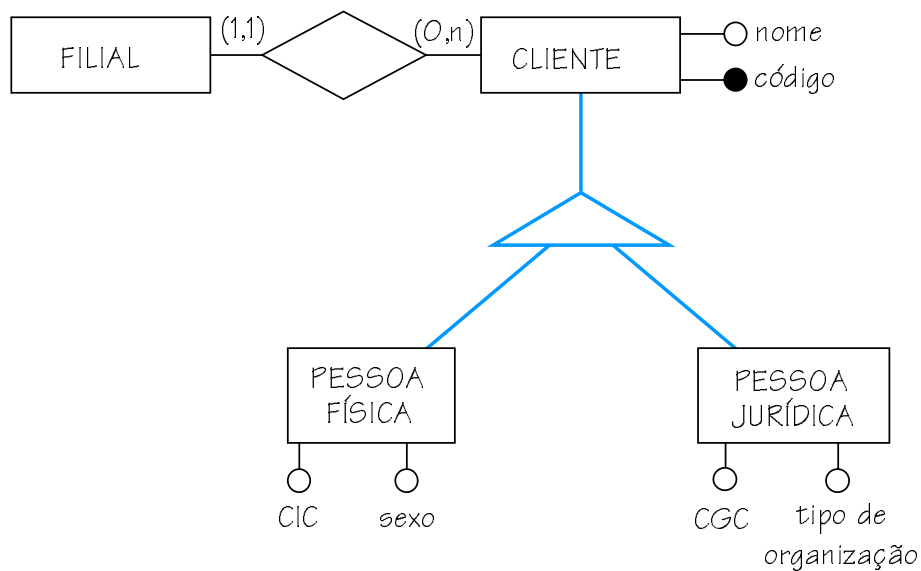 FILIAL
(1,1)
(0,n)
CLIENTE
nome
código
PESSOA
FÍSICA
PESSOA
JURÍDICA
CIC
sexo
CGC
tipo de
organização